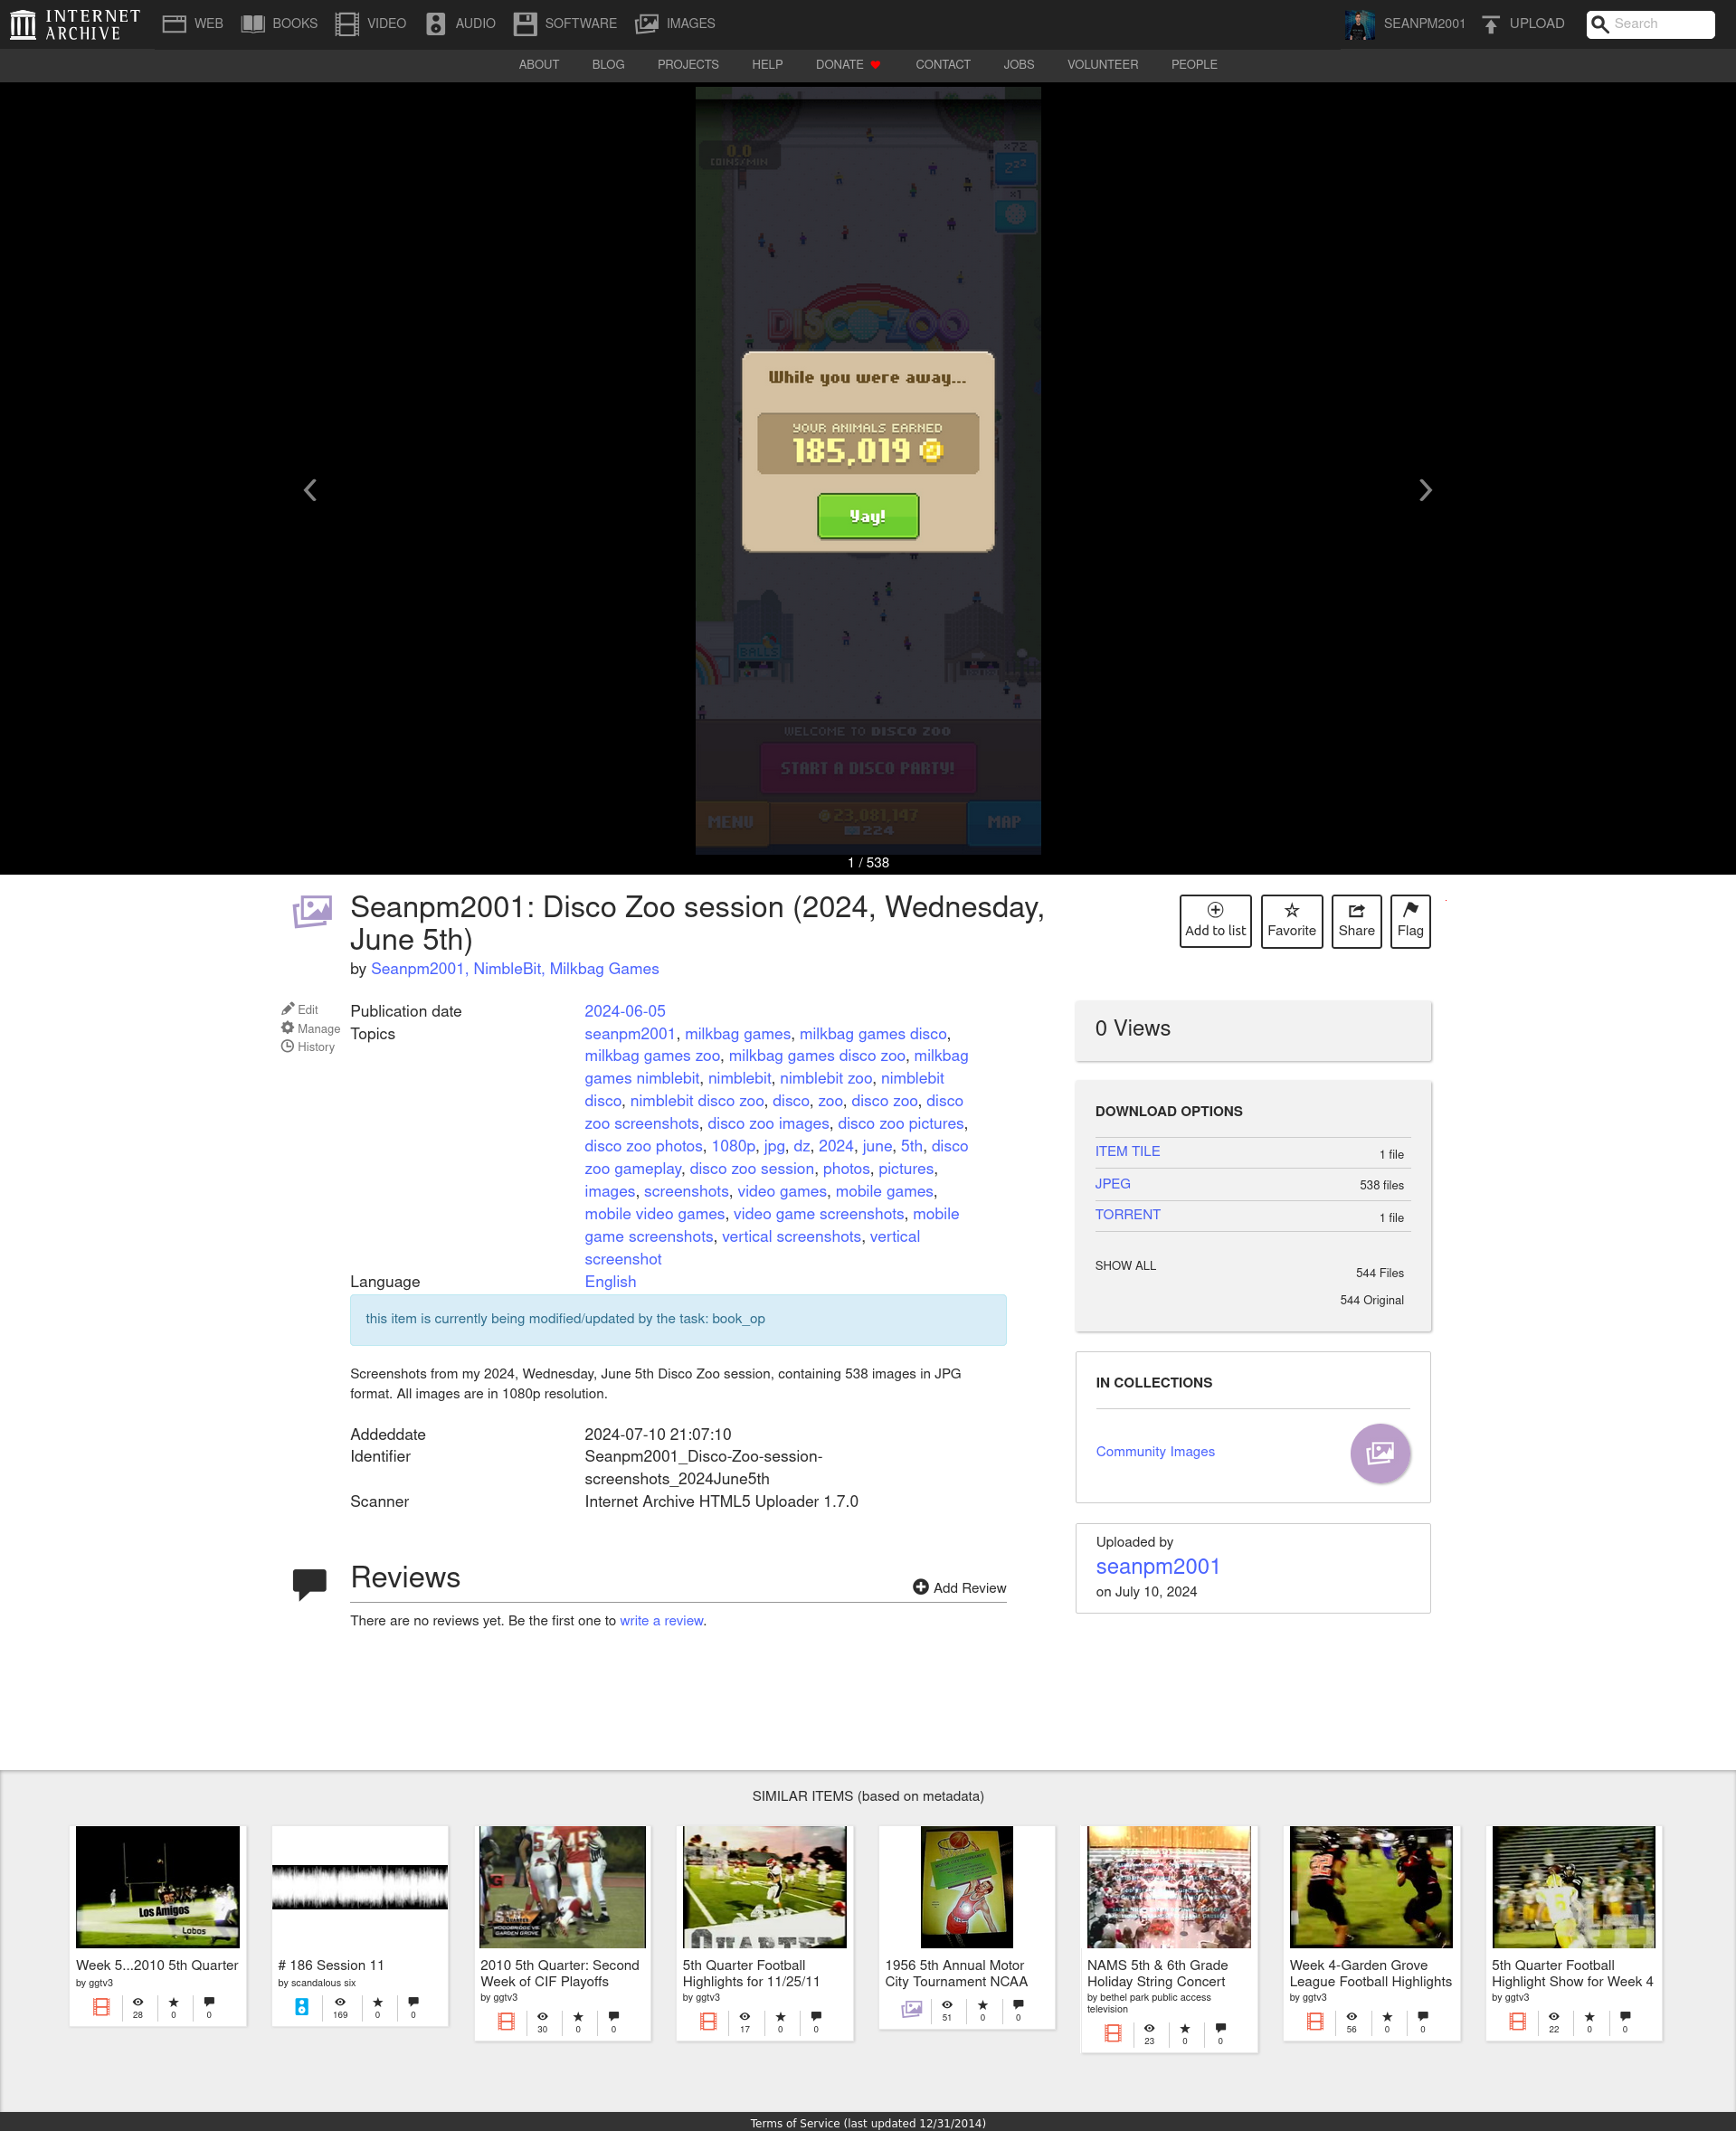 INTERNET ARCHIVE
WEB BOOKS VIDEO AUDIO SOFTWARE IMAGES SEANPM2001 UPLOAD Search
ABOUT BLOG PROJECTS HELP DONATE CONTACT JOBS VOLUNTEER PEOPLE
0.0
COINS/MIN
x72
zzz
x1
DISCO ZOO
While you were away...
YOUR ANIMALS EARNED
185,019
Yay!
BALLS
WELCOME TO DISCO ZOO
START A DISCO PARTY!
MENU 23,081,147 MAP
224
1 / 538
Seanpm2001: Disco Zoo session (2024, Wednesday,
June 5th)
by Seanpm2001, NimbleBit, Milkbag Games
Add to list Favorite Share Flag
Edit
Manage
History
Publication date 2024-06-05
Topics seanpm2001, milkbag games, milkbag games disco,
milkbag games zoo, milkbag games disco zoo, milkbag
games nimblebit, nimblebit, nimblebit zoo, nimblebit
disco, nimblebit disco zoo, disco, zoo, disco zoo, disco
zoo screenshots, disco zoo images, disco zoo pictures,
disco zoo photos, 1080p, jpg, dz, 2024, june, 5th, disco
zoo gameplay, disco zoo session, photos, pictures,
images, screenshots, video games, mobile games,
mobile video games, video game screenshots, mobile
game screenshots, vertical screenshots, vertical
screenshot
Language English
this item is currently being modified/updated by the task: book_op
Screenshots from my 2024, Wednesday, June 5th Disco Zoo session, containing 538 images in JPG
format. All images are in 1080p resolution.
Addeddate 2024-07-10 21:07:10
Identifier Seanpm2001_Disco-Zoo-session-
screenshots_2024June5th
Scanner Internet Archive HTML5 Uploader 1.7.0
Reviews
Add Review
There are no reviews yet. Be the first one to write a review.
0 Views
DOWNLOAD OPTIONS
ITEM TILE 1 file
JPEG 538 files
TORRENT 1 file
SHOW ALL 544 Files
544 Original
IN COLLECTIONS
Community Images
Uploaded by
seanpm2001
on July 10, 2024
SIMILAR ITEMS (based on metadata)
Los Amigos
Lobos
Week 5...2010 5th Quarter
by ggtv3
28 0 0
# 186 Session 11
by scandalous six
169 0 0
45
WOODBRIDGE VS.
GARDEN GROVE
2010 5th Quarter: Second
Week of CIF Playoffs
by ggtv3
30 0 0
QUARTER
5th Quarter Football
Highlights for 11/25/11
by ggtv3
17 0 0
1956 5th Annual Motor
City Tournament NCAA
51 0 0
NAMS 5th & 6th Grade
Holiday String Concert
by bethel park public access
television
23 0 0
22
Week 4-Garden Grove
League Football Highlights
by ggtv3
56 0 0
5th Quarter Football
Highlight Show for Week 4
by ggtv3
22 0 0
Terms of Service (last updated 12/31/2014)